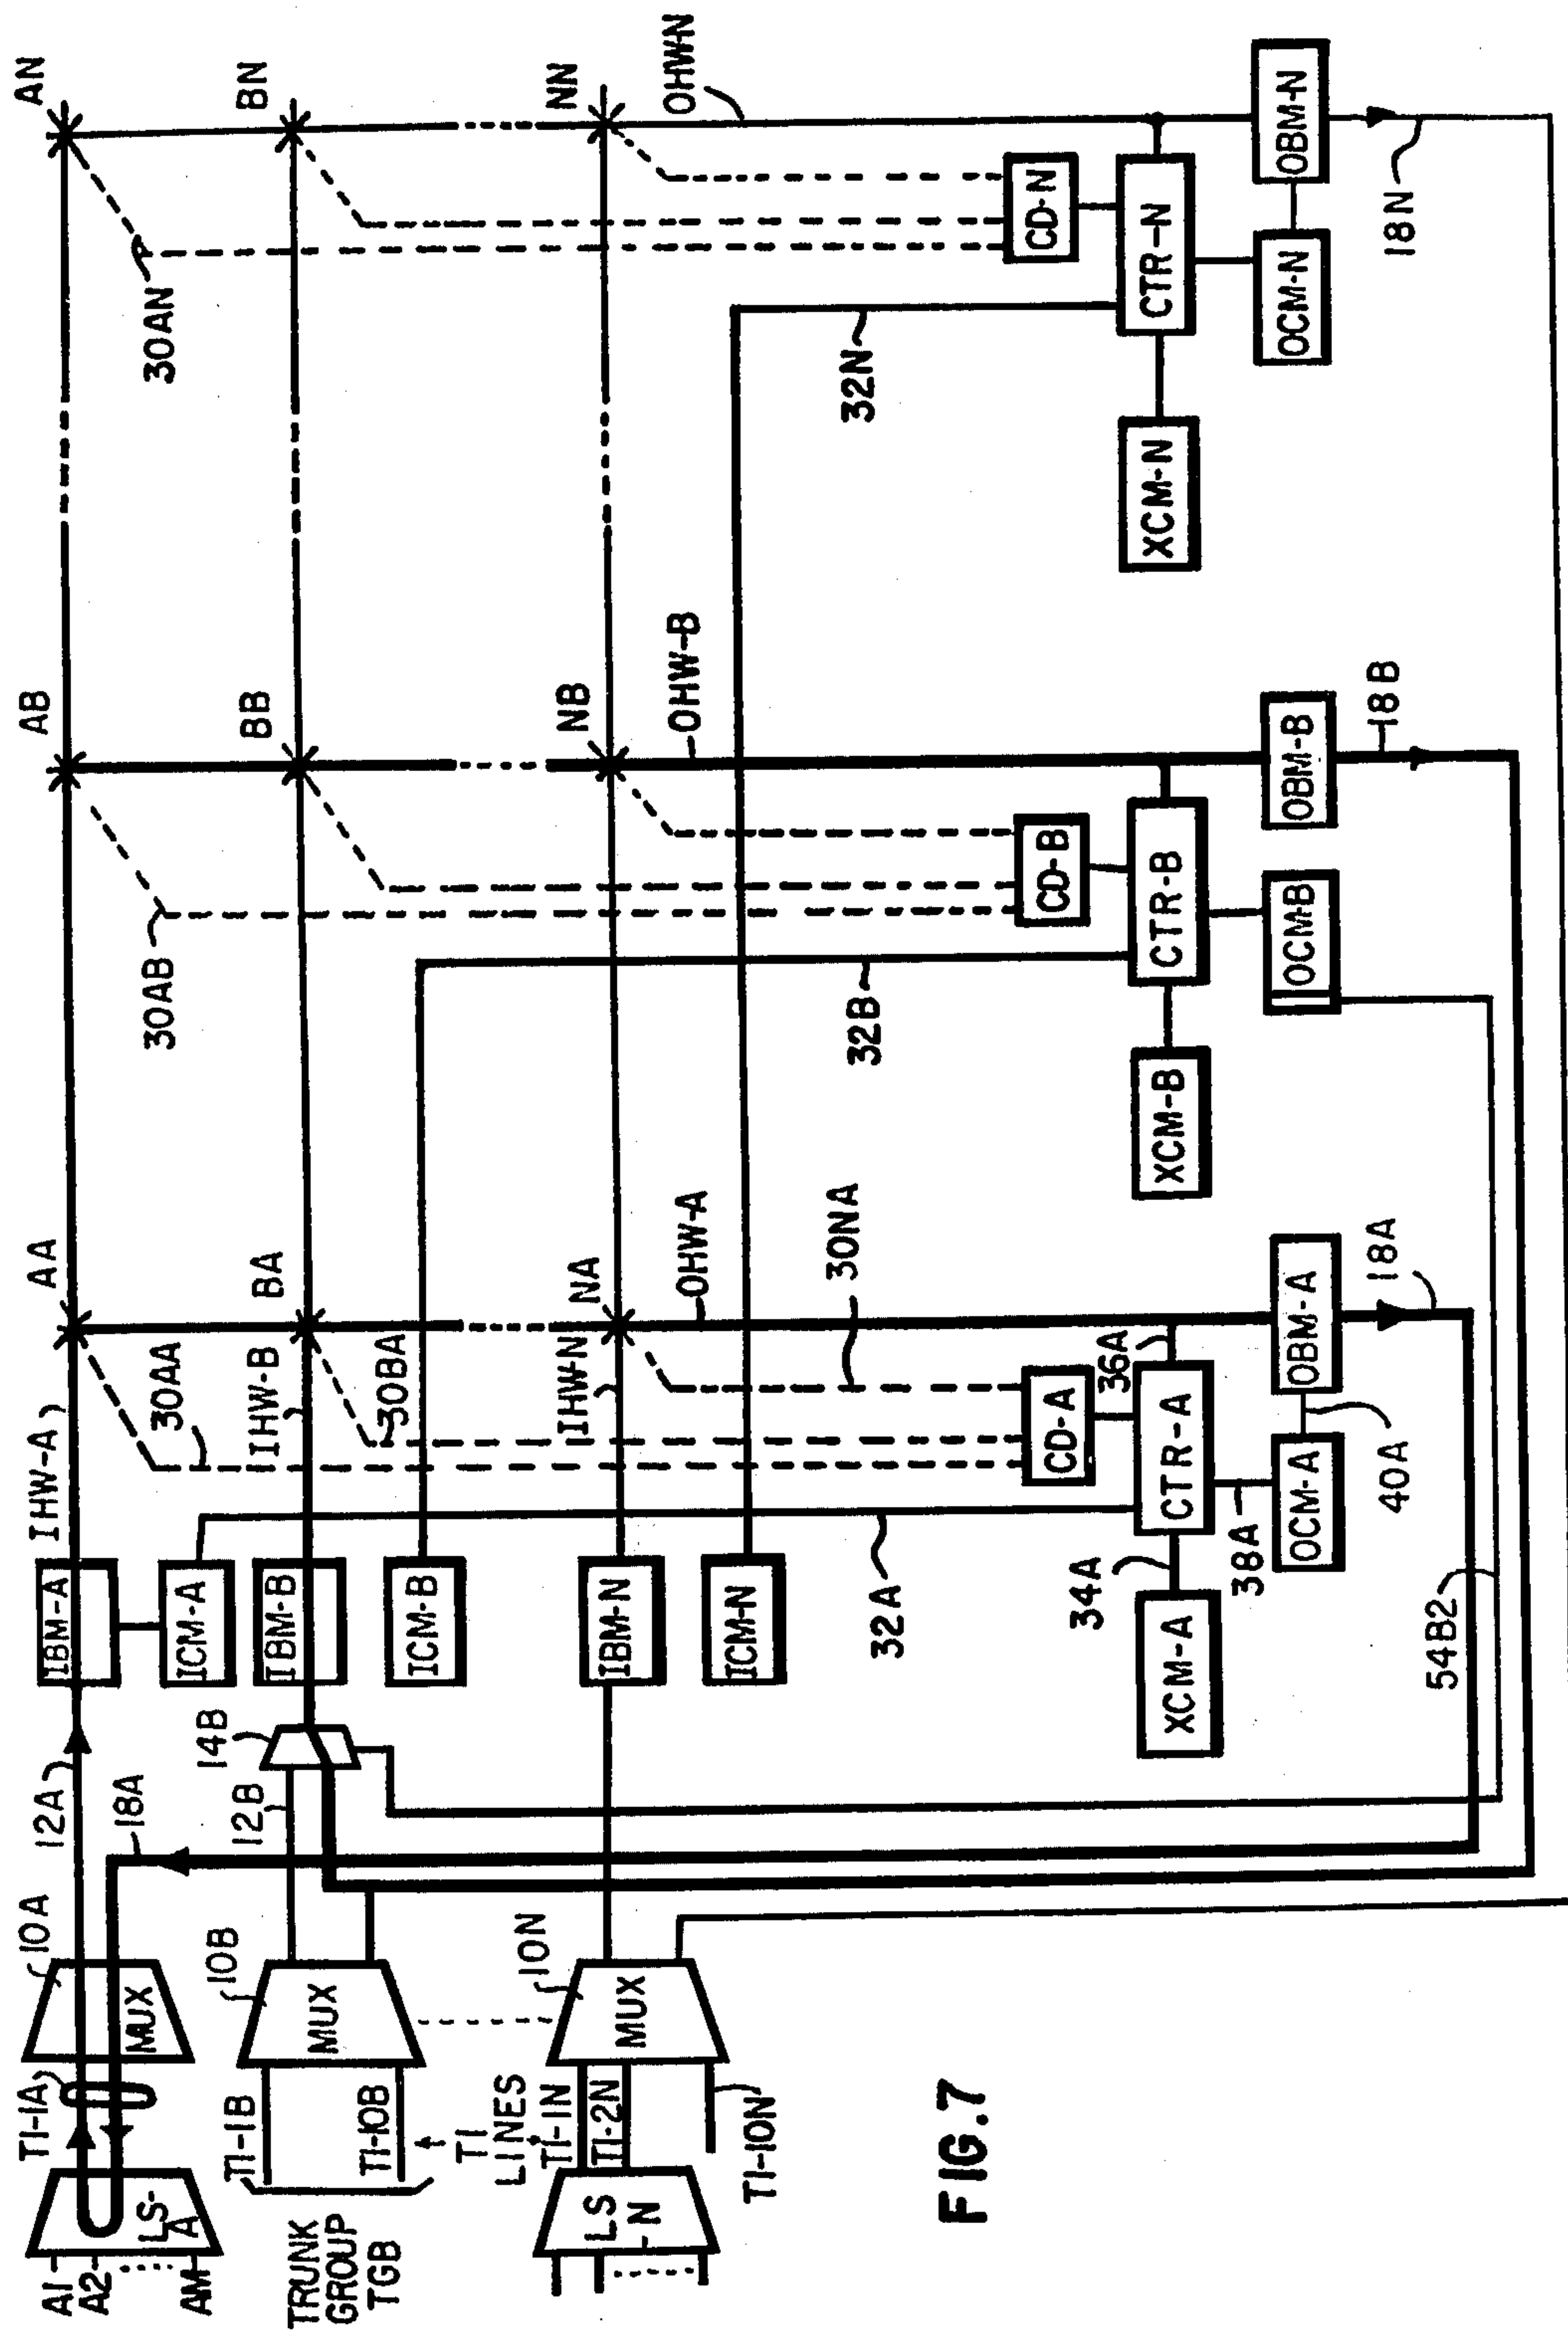 AA
AB
AN
IHW-A
30AA
30AB
30AN
BA
BB
BN
IHW-B
30BA
NA
NB
NN
IHW-N
OHW-A
OHW-B
OHW-N
30NA
T1-1A
10A
12A
18A
IBM-A
ICM-A
A1
A2
AM
LS-
A
MUX
14B
12B
IBM-B
ICM-B
10B
MUX
T1-1B
T1-10B
TRUNK
GROUP
TGB
T1
LINES
10N
MUX
T1-1N
T1-2N
T1-10N
LS
-N
IBM-N
ICM-N
32A
32B
32N
CD-A
CD-B
CD-N
36A
CTR-A
CTR-B
CTR-N
34A
XCM-A
XCM-B
XCM-N
38A
OCM-A
OBM-A
OCM-B
OBM-B
OCM-N
OBM-N
40A
18A
18B
18N
54B2
FIG.7